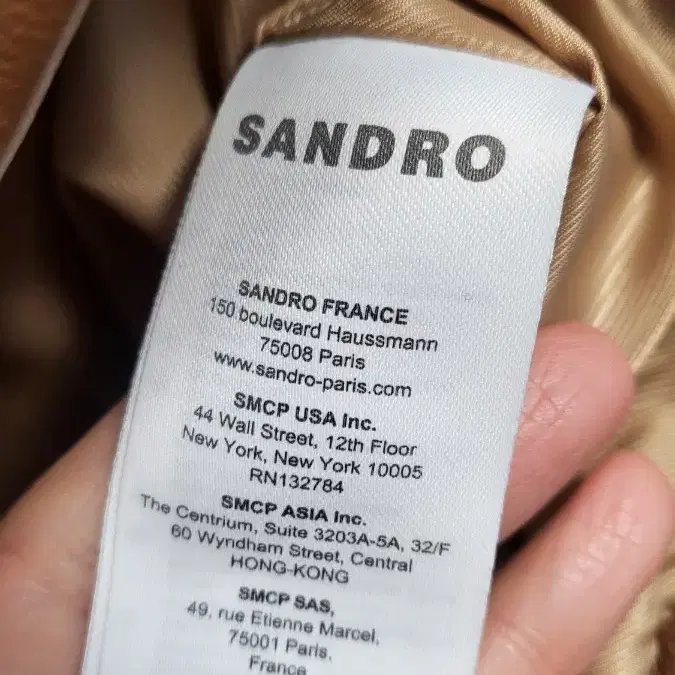 SANDRO
SANDRO FRANCE
150 boulevard Haussmann
75008 Paris
www.sandro-paris.com
SMCP USA Inc.
44 Wall Street, 12th Floor
New York, New York 10005
RN132784
SMCP ASIA Inc.
The Centrium, Suite 3203A-5A, 32/F
60 Wyndham Street, Central
HONG-KONG
SMCP SAS,
49, rue Etienne Marcel,
75001 Paris,
France